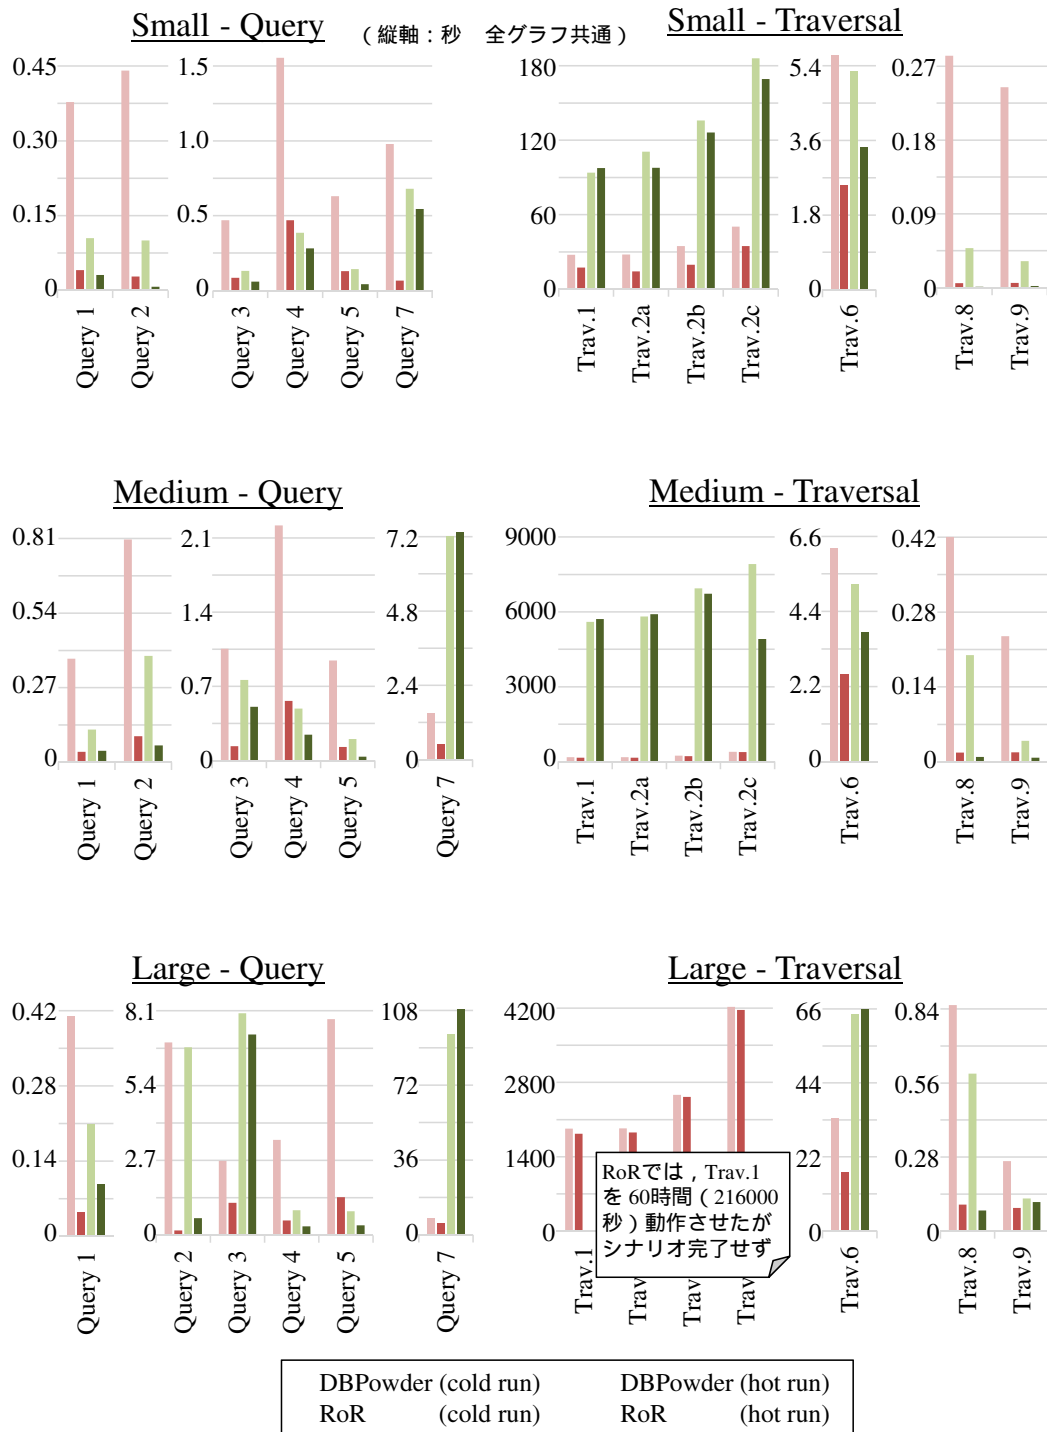 Small - Query
（縦軸：秒　全グラフ共通）
Small - Traversal
0.45
0.30
0.15
0
Query 1
Query 2
1.5
1.0
0.5
0
Query 3
Query 4
Query 5
Query 7
180
120
60
0
Trav.1
Trav.2a
Trav.2b
Trav.2c
5.4
3.6
1.8
0
Trav.6
0.27
0.18
0.09
0
Trav.8
Trav.9
Medium - Query
Medium - Traversal
0.81
0.54
0.27
0
Query 1
Query 2
2.1
1.4
0.7
0
Query 3
Query 4
Query 5
7.2
4.8
2.4
0
Query 7
9000
6000
3000
0
Trav.1
Trav.2a
Trav.2b
Trav.2c
6.6
4.4
2.2
0
Trav.6
0.42
0.28
0.14
0
Trav.8
Trav.9
Large - Query
Large - Traversal
0.42
0.28
0.14
0
Query 1
8.1
5.4
2.7
0
Query 2
Query 3
Query 4
Query 5
108
72
36
0
Query 7
4200
2800
1400
0
Trav.1
Trav
Trav
Trav
RoRでは，Trav.1
を 60時間（216000
秒）動作させたが
シナリオ完了せず
66
44
22
0
Trav.6
0.84
0.56
0.28
0
Trav.8
Trav.9
DBPowder (cold run) DBPowder (hot run)
RoR (cold run) RoR (hot run)